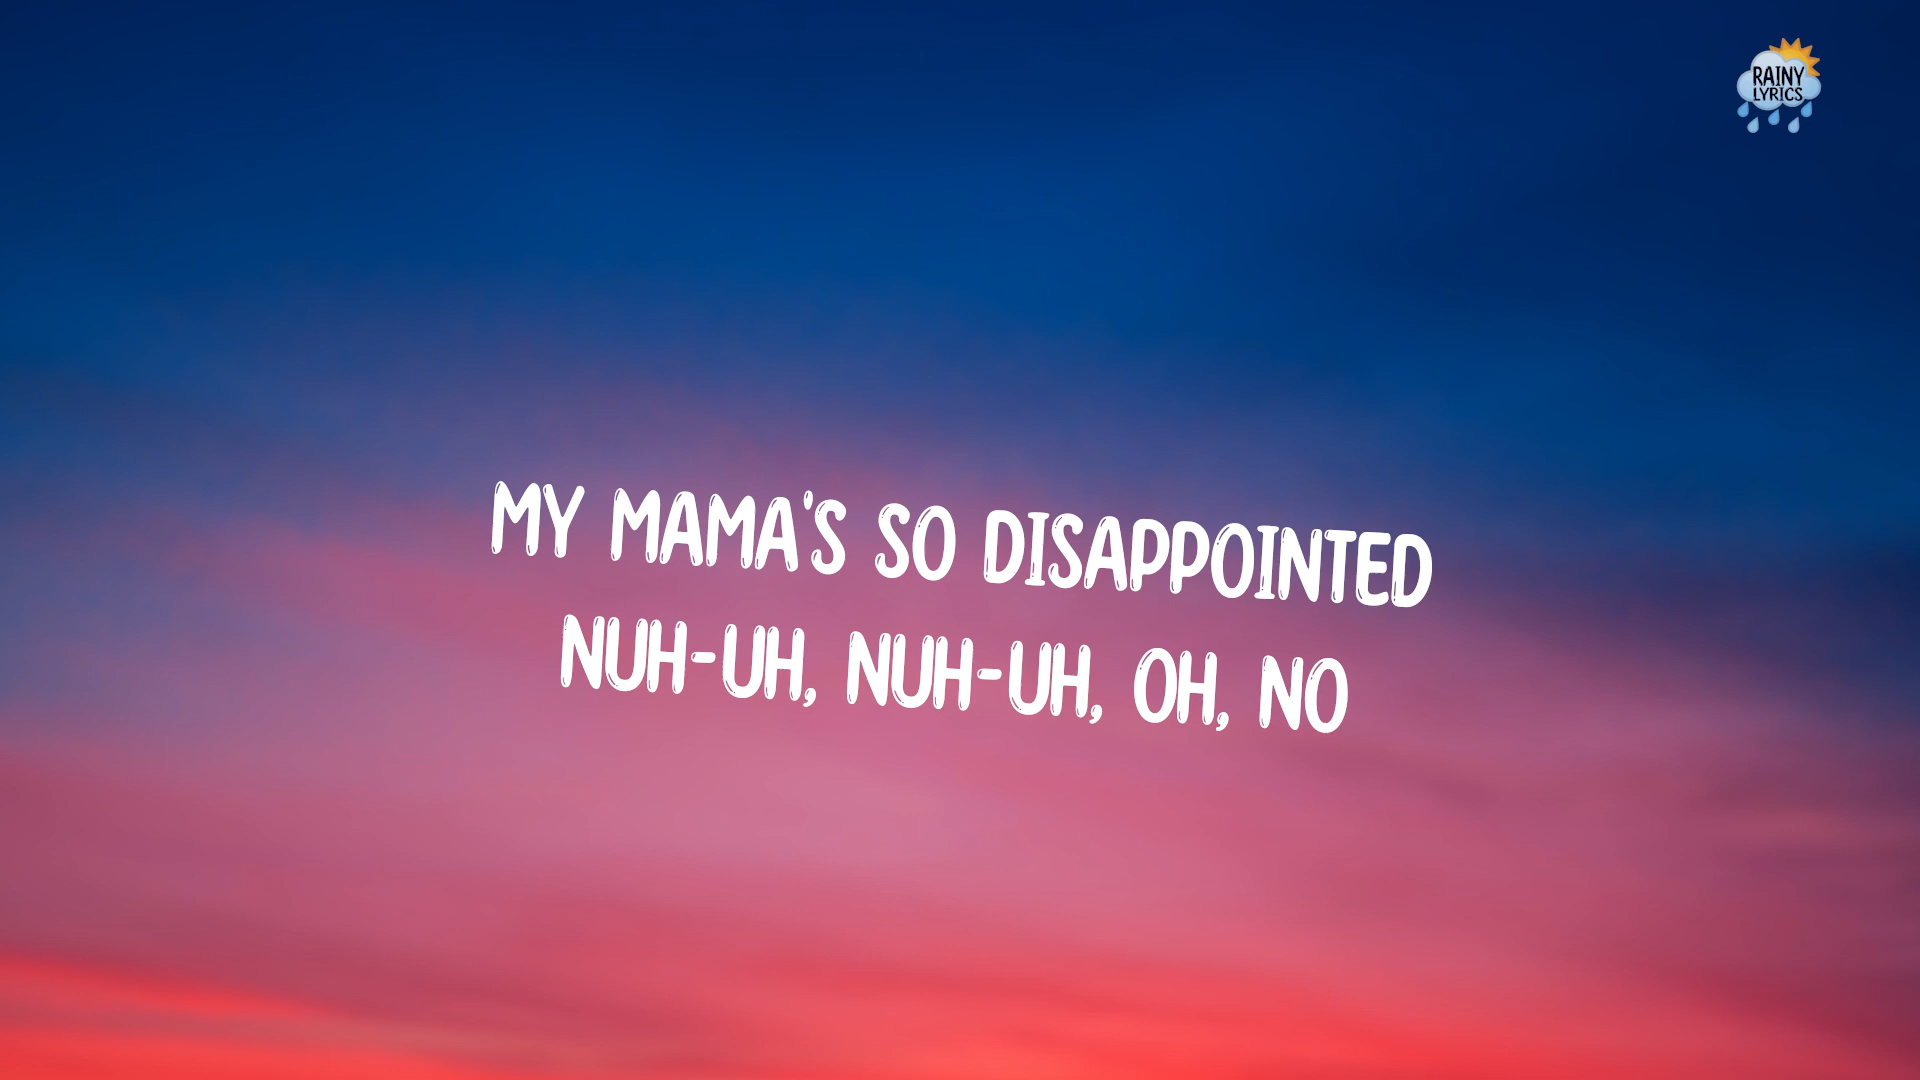 RAINY
LYRICS
MY MAMA'S SO DISAPPOINTED
NUH-UH, NUH-UH, OH, NO